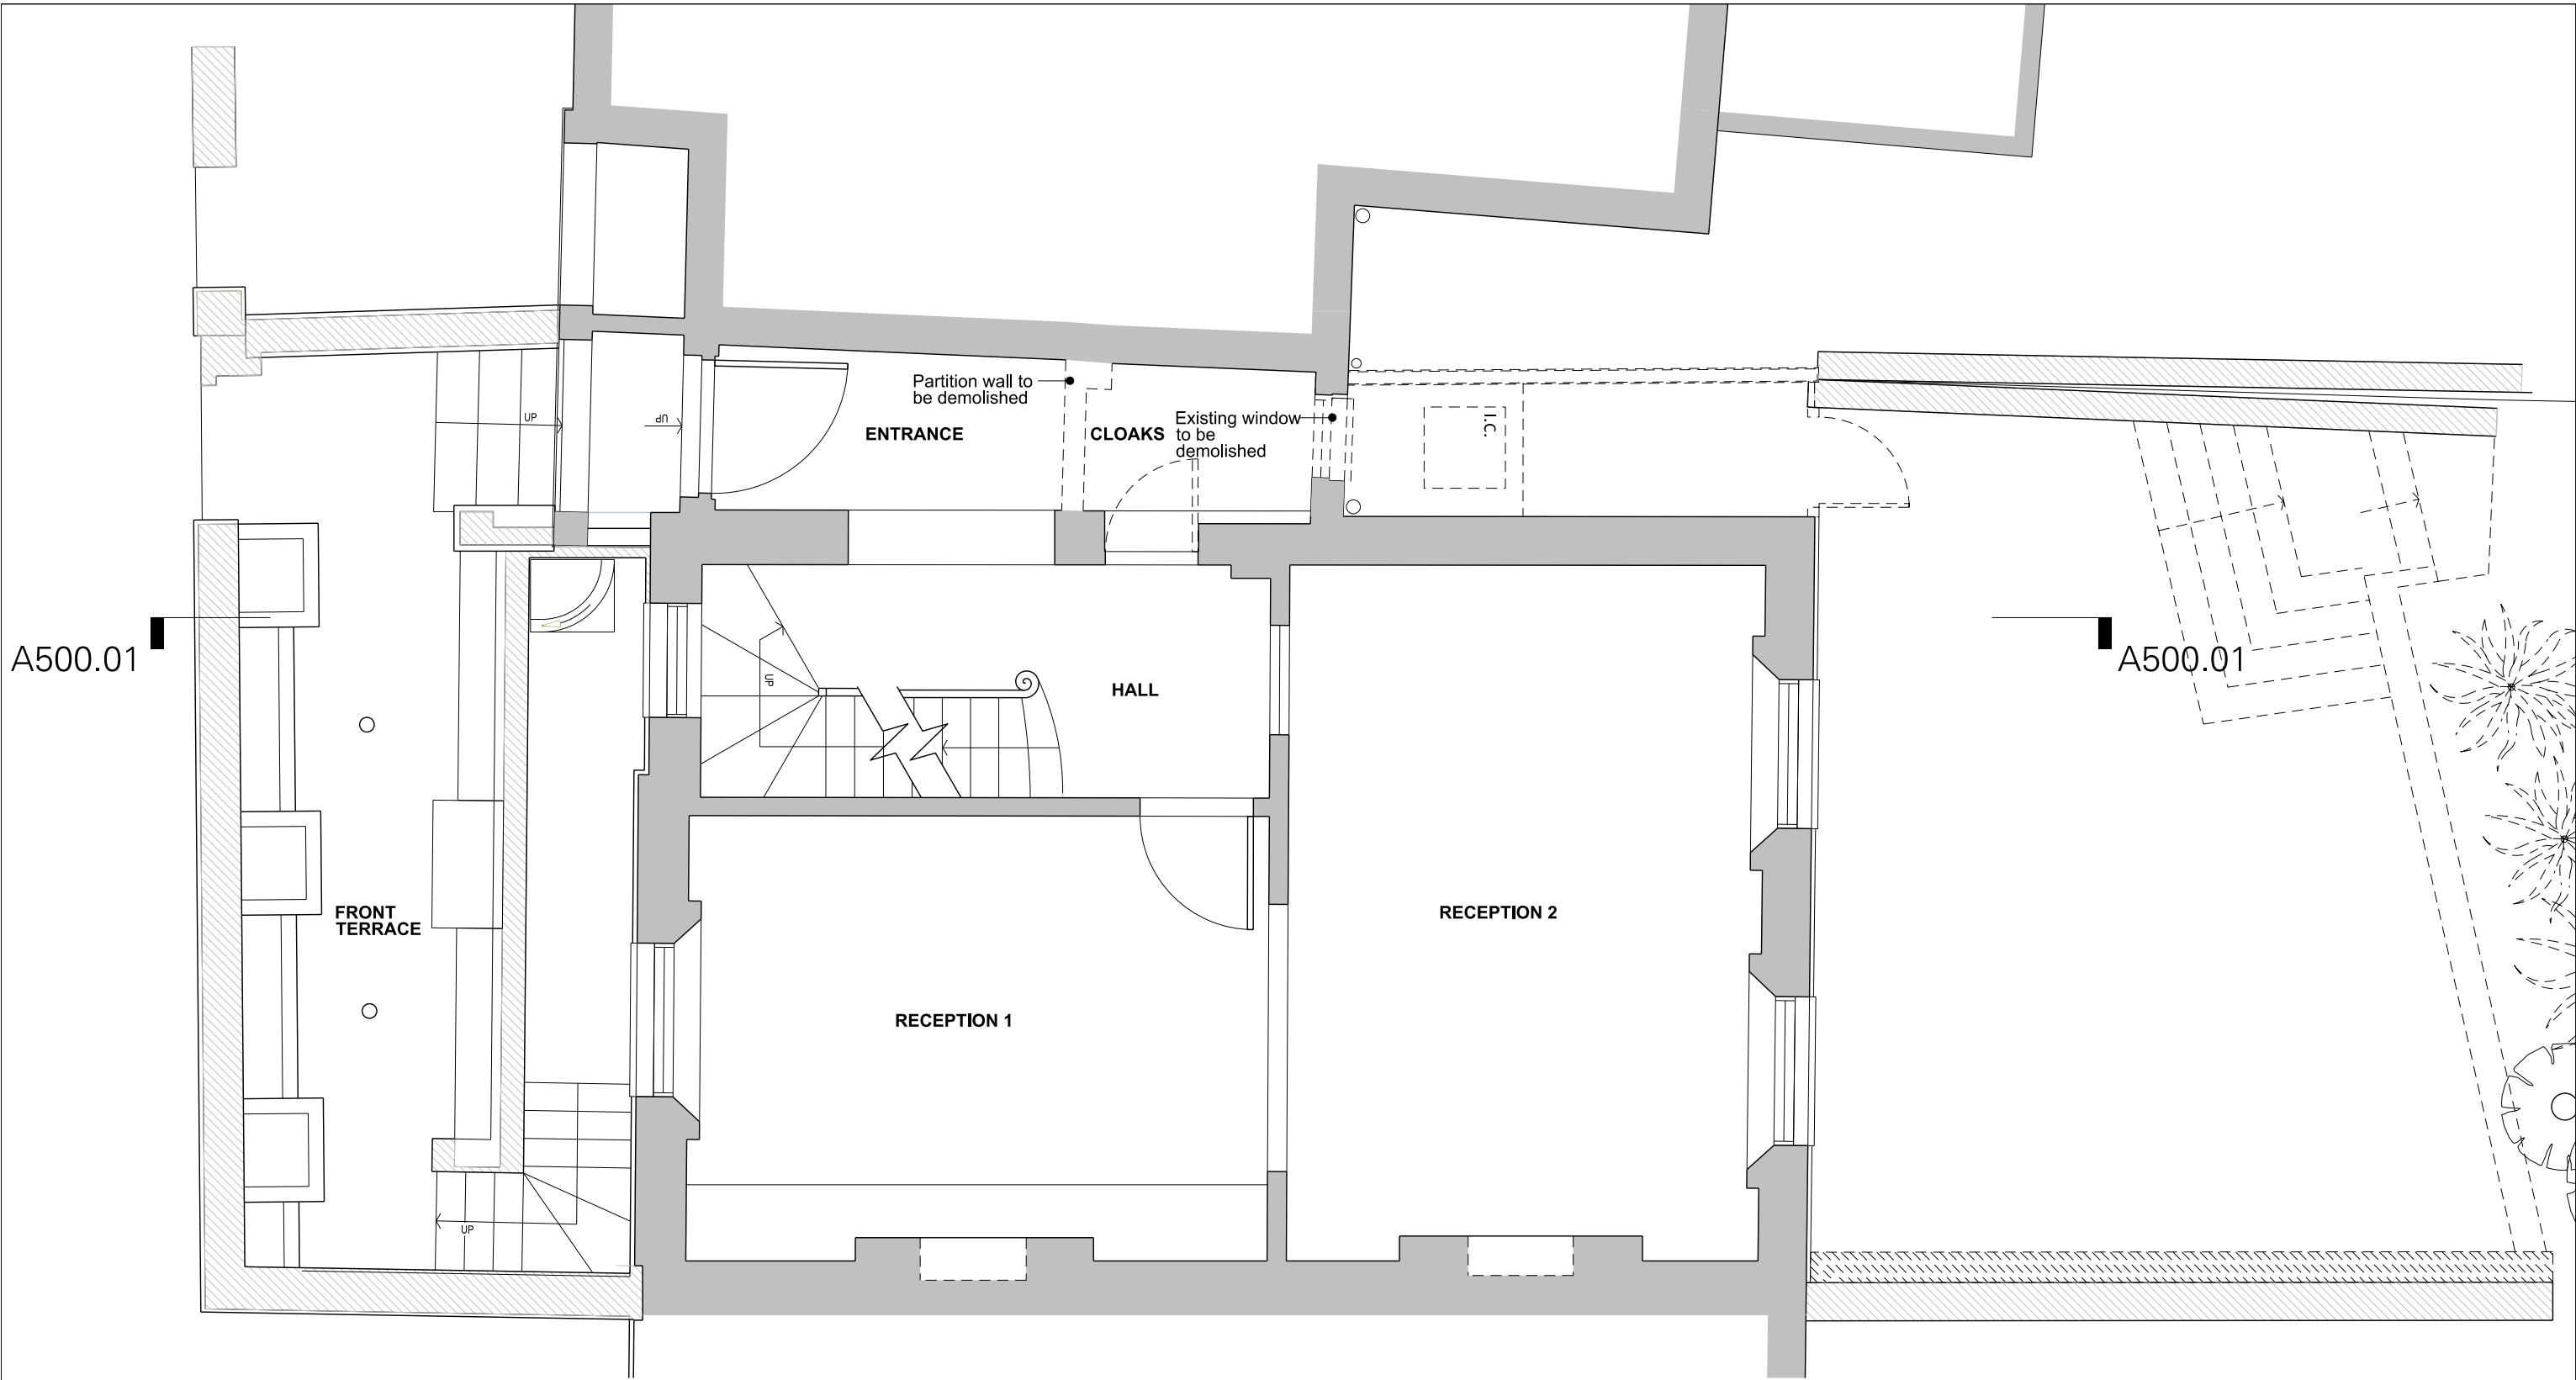 Partition wall to
be demolished
UP
UP
ENTRANCE
CLOAKS
Existing window
to be
demolished
I.C.
A500.01
A500.01
UP
HALL
FRONT
TERRACE
RECEPTION 2
RECEPTION 1
UP